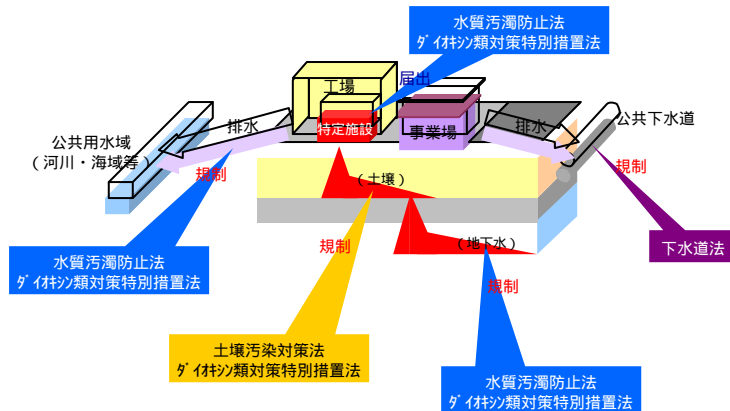 水質汚濁防止法
ﾀﾞｲｵｷｼﾝ類対策特別措置法
工場
届出
特定施設
事業場
排水
排水
公共下水道
公共用水域
（河川・海域等）
規制
規制
（土壌）
規制
（地下水）
規制
下水道法
水質汚濁防止法
ﾀﾞｲｵｷｼﾝ類対策特別措置法
土壌汚染対策法
ﾀﾞｲｵｷｼﾝ類対策特別措置法
水質汚濁防止法
ﾀﾞｲｵｷｼﾝ類対策特別措置法